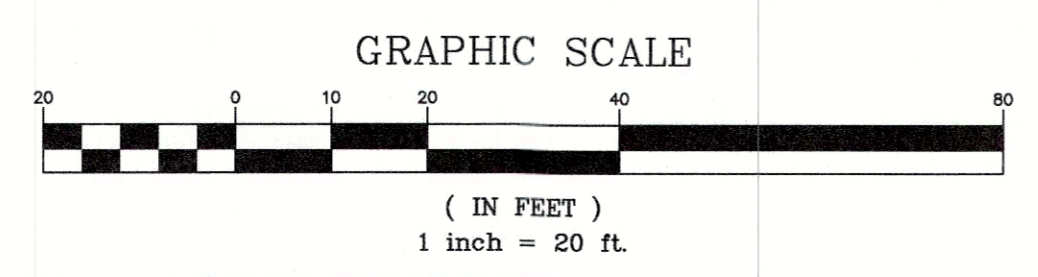 GRAPHIC SCALE
20 0 10 20 40 80
( IN FEET )
1 inch = 20 ft.